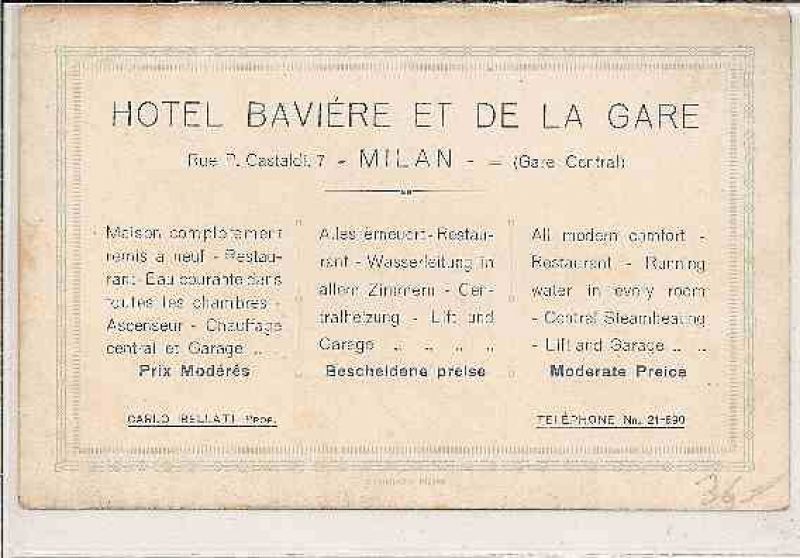 HOTEL BAVIÉRE ET DE LA GARE
Rue P. Castaldi, 7 - MILAN - - (Gare Central)
Maison complètement
remis a neuf - Restau-
rant - Eau courante dans
toutes les chambres -
Ascenseur - Chauffage
central et Garage .. ..
Prix Modérés
Alles erneuert - Restau-
rant - Wasserleitung in
allem Zimmern - Cen-
tralheizung - Lift und
Garage .. .. .. ..
Bescheidene preise
All modern comfort -
Restaurant - Running
water in every room
- Central Steamheating
- Lift and Garage .. ..
Moderate Preice
CARLO BELLATI Prop.
TELÉPHONE No. 21-890
36